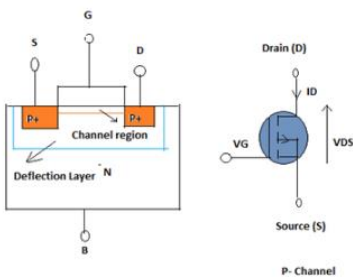 G
S
D
P+
P+
Channel region
Deflection Layer
N
B
Drain (D)
ID
VG
VDS
Source (S)
P- Channel